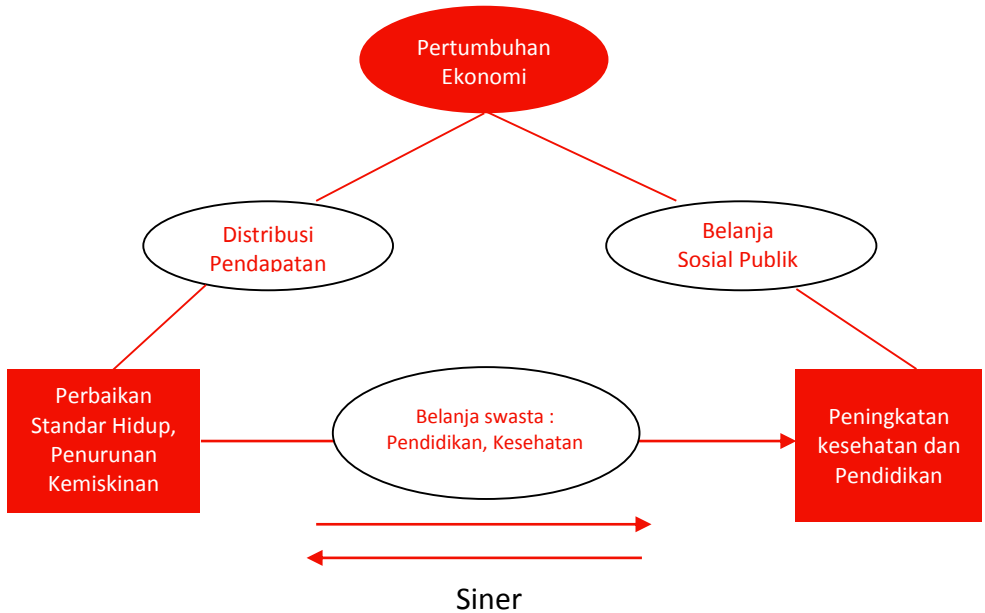 Pertumbuhan
Ekonomi
Distribusi
Pendapatan
Belanja
Sosial Publik
Perbaikan
Standar Hidup,
Penurunan
Kemiskinan
Belanja swasta :
Pendidikan, Kesehatan
Peningkatan
kesehatan dan
Pendidikan
Siner